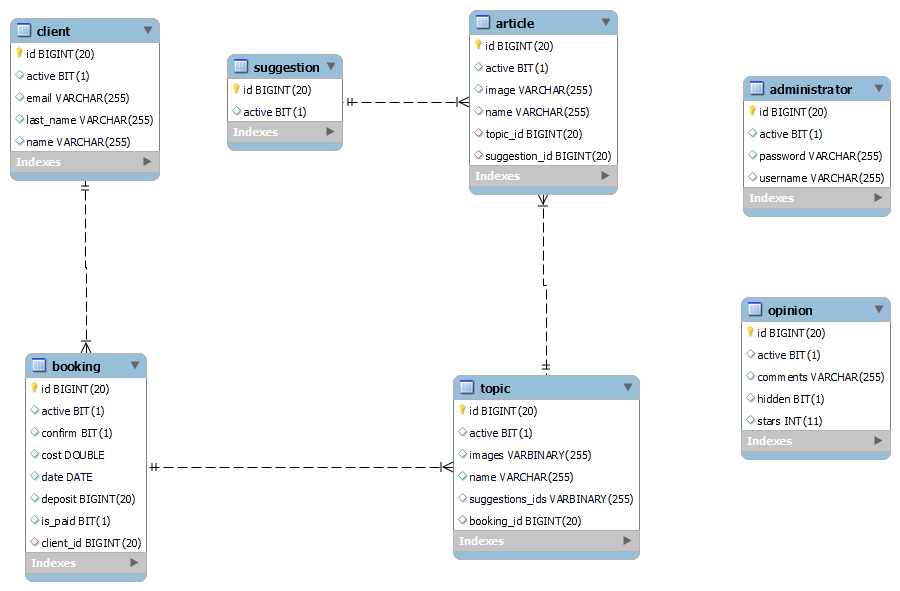 client
id BIGINT(20)
active BIT(1)
email VARCHAR(255)
last_name VARCHAR(255)
name VARCHAR(255)
Indexes
suggestion
id BIGINT(20)
active BIT(1)
Indexes
article
id BIGINT(20)
active BIT(1)
image VARCHAR(255)
name VARCHAR(255)
topic_id BIGINT(20)
suggestion_id BIGINT(20)
Indexes
administrator
id BIGINT(20)
active BIT(1)
password VARCHAR(255)
username VARCHAR(255)
Indexes
booking
id BIGINT(20)
active BIT(1)
confirm BIT(1)
cost DOUBLE
date DATE
deposit BIGINT(20)
is_paid BIT(1)
client_id BIGINT(20)
Indexes
topic
id BIGINT(20)
active BIT(1)
images VARBINARY(255)
name VARCHAR(255)
suggestions_ids VARBINARY(255)
booking_id BIGINT(20)
Indexes
opinion
id BIGINT(20)
active BIT(1)
comments VARCHAR(255)
hidden BIT(1)
stars INT(11)
Indexes